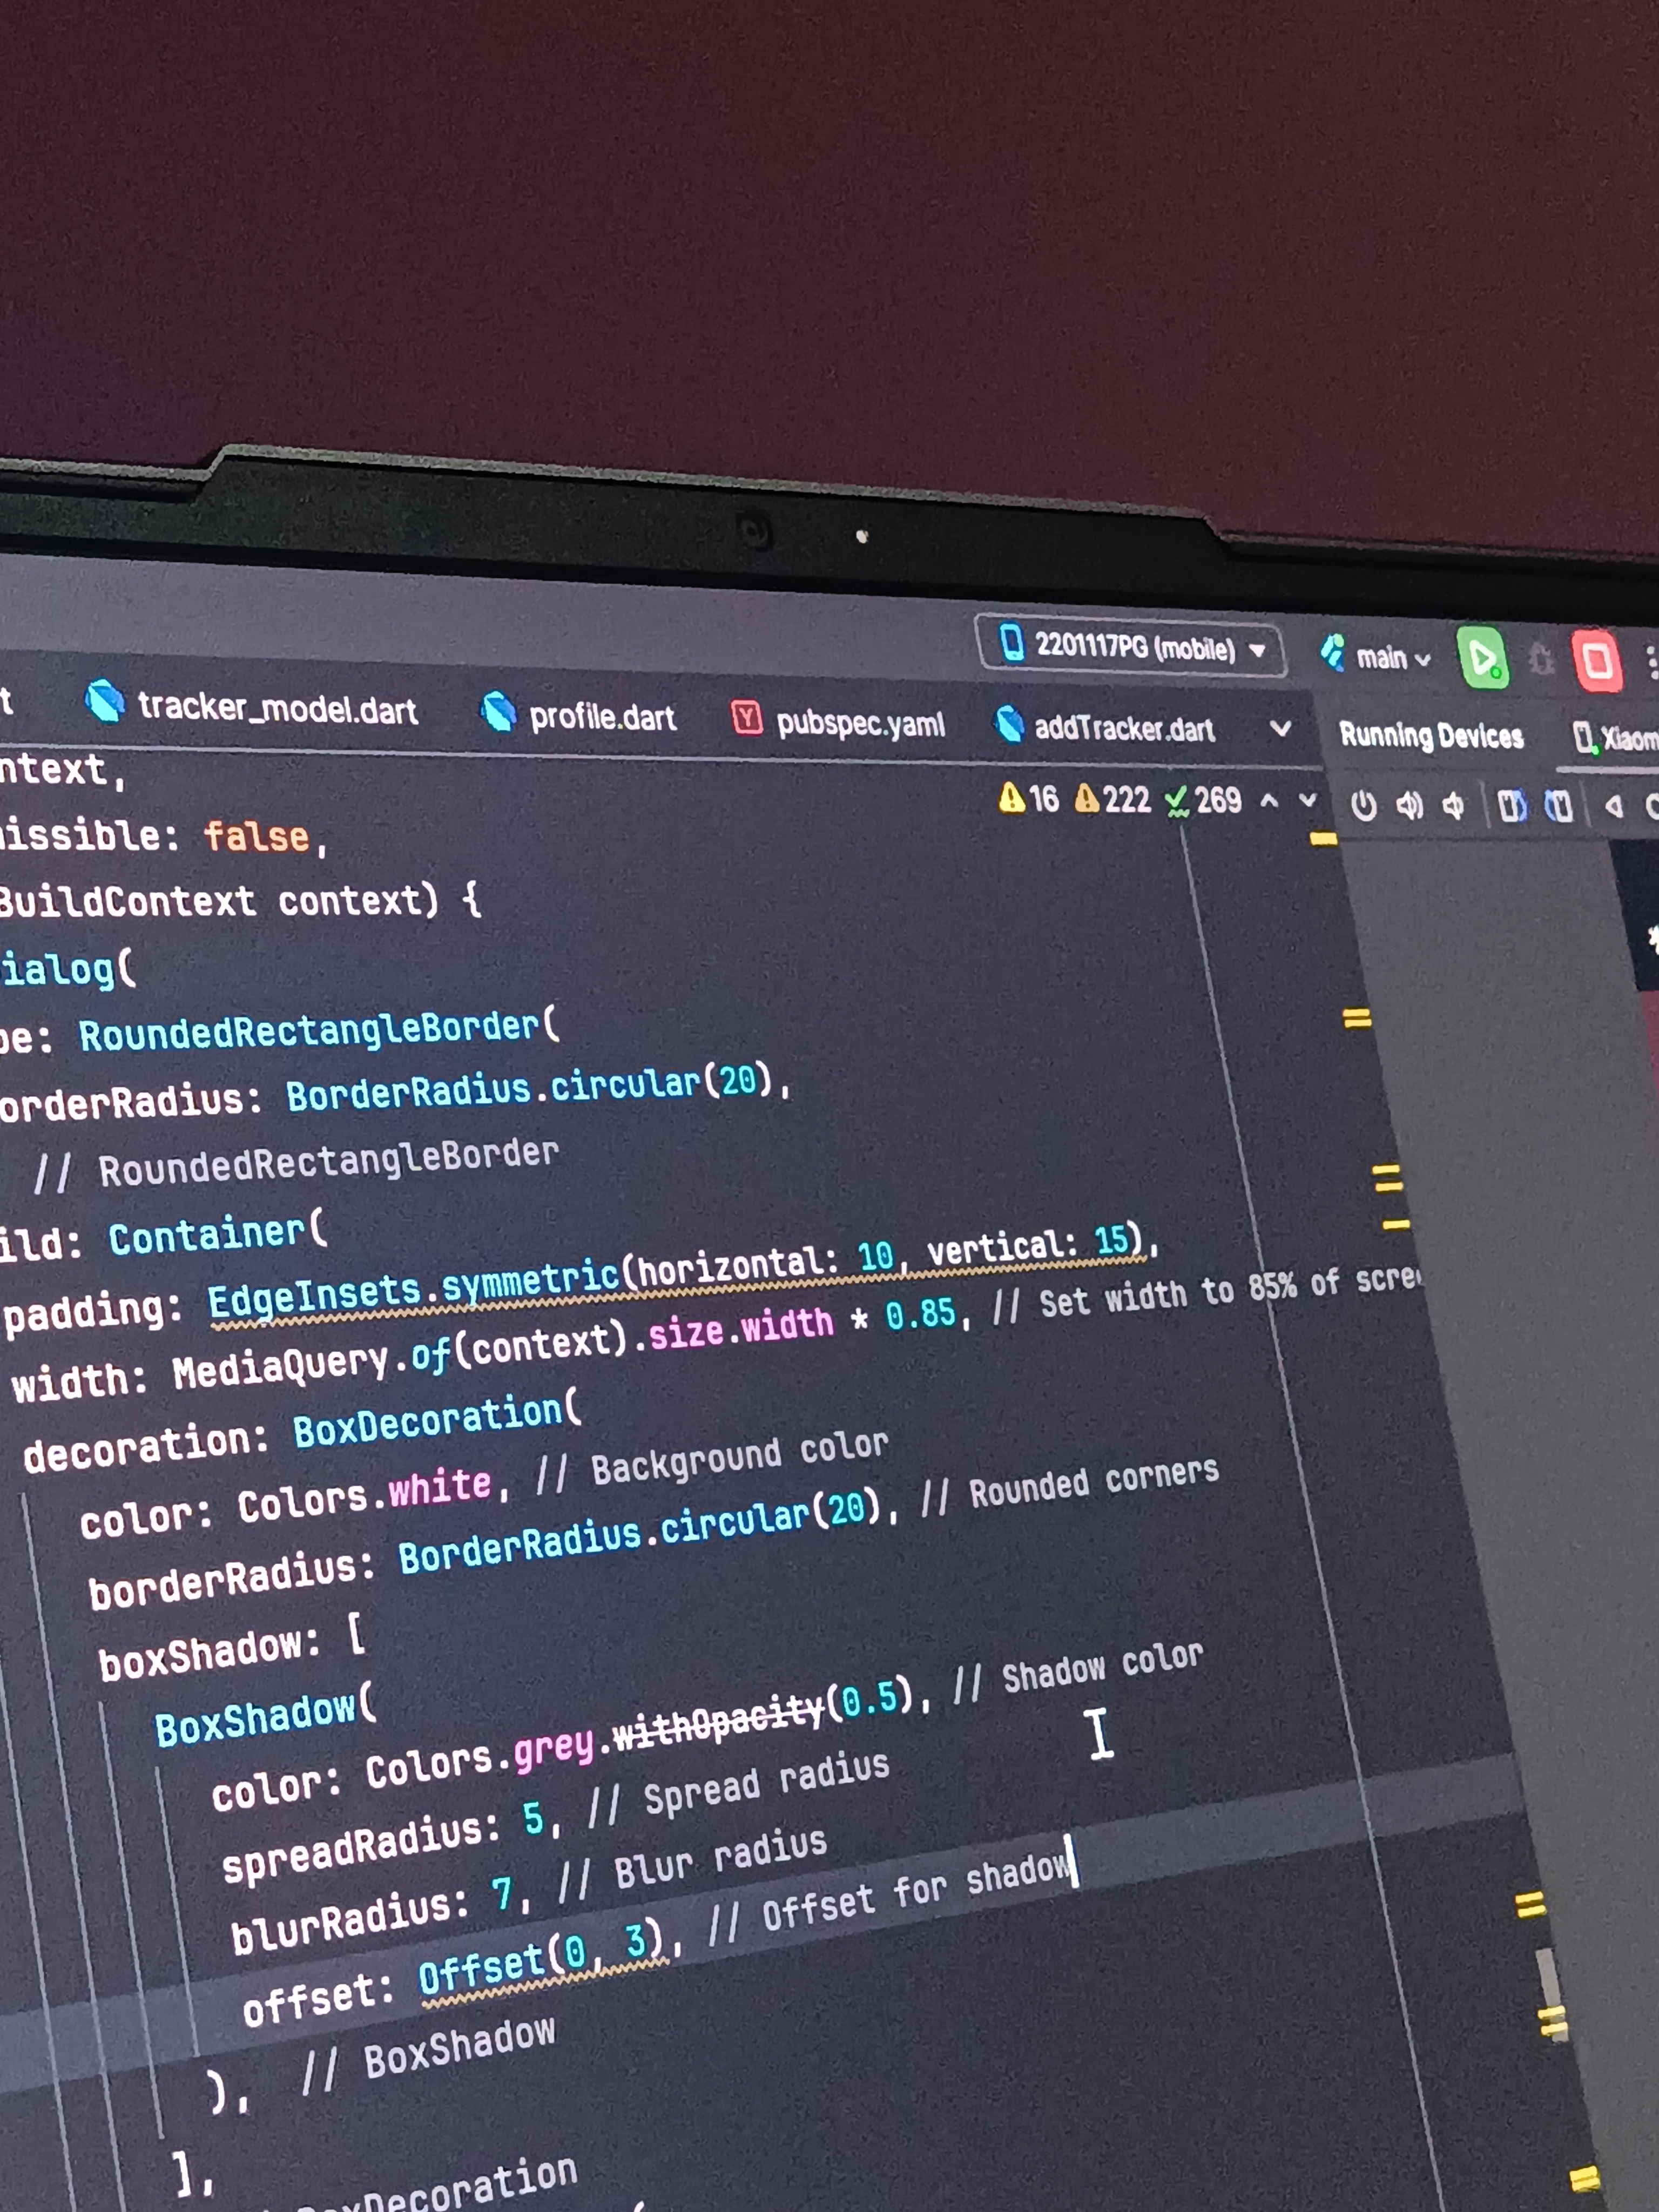 2201117PG (mobile) main
tracker_model.dart profile.dart pubspec.yaml addTracker.dart Running Devices
16 222 269
ntext,
issible: false,
BuildContext context) {
ialog(
pe: RoundedRectangleBorder(
orderRadius: BorderRadius.circular(20),
// RoundedRectangleBorder
ild: Container(
padding: EdgeInsets.symmetric(horizontal: 10, vertical: 15),
width: MediaQuery.of(context).size.width * 0.85, // Set width to 85% of scre
decoration: BoxDecoration(
color: Colors.white, // Background color
borderRadius: BorderRadius.circular(20), // Rounded corners
boxShadow: [
BoxShadow(
color: Colors.grey.withOpacity(0.5), // Shadow color
spreadRadius: 5, // Spread radius
blurRadius: 7, // Blur radius
offset: Offset(0, 3), // Offset for shadow
), // BoxShadow
],
Decoration